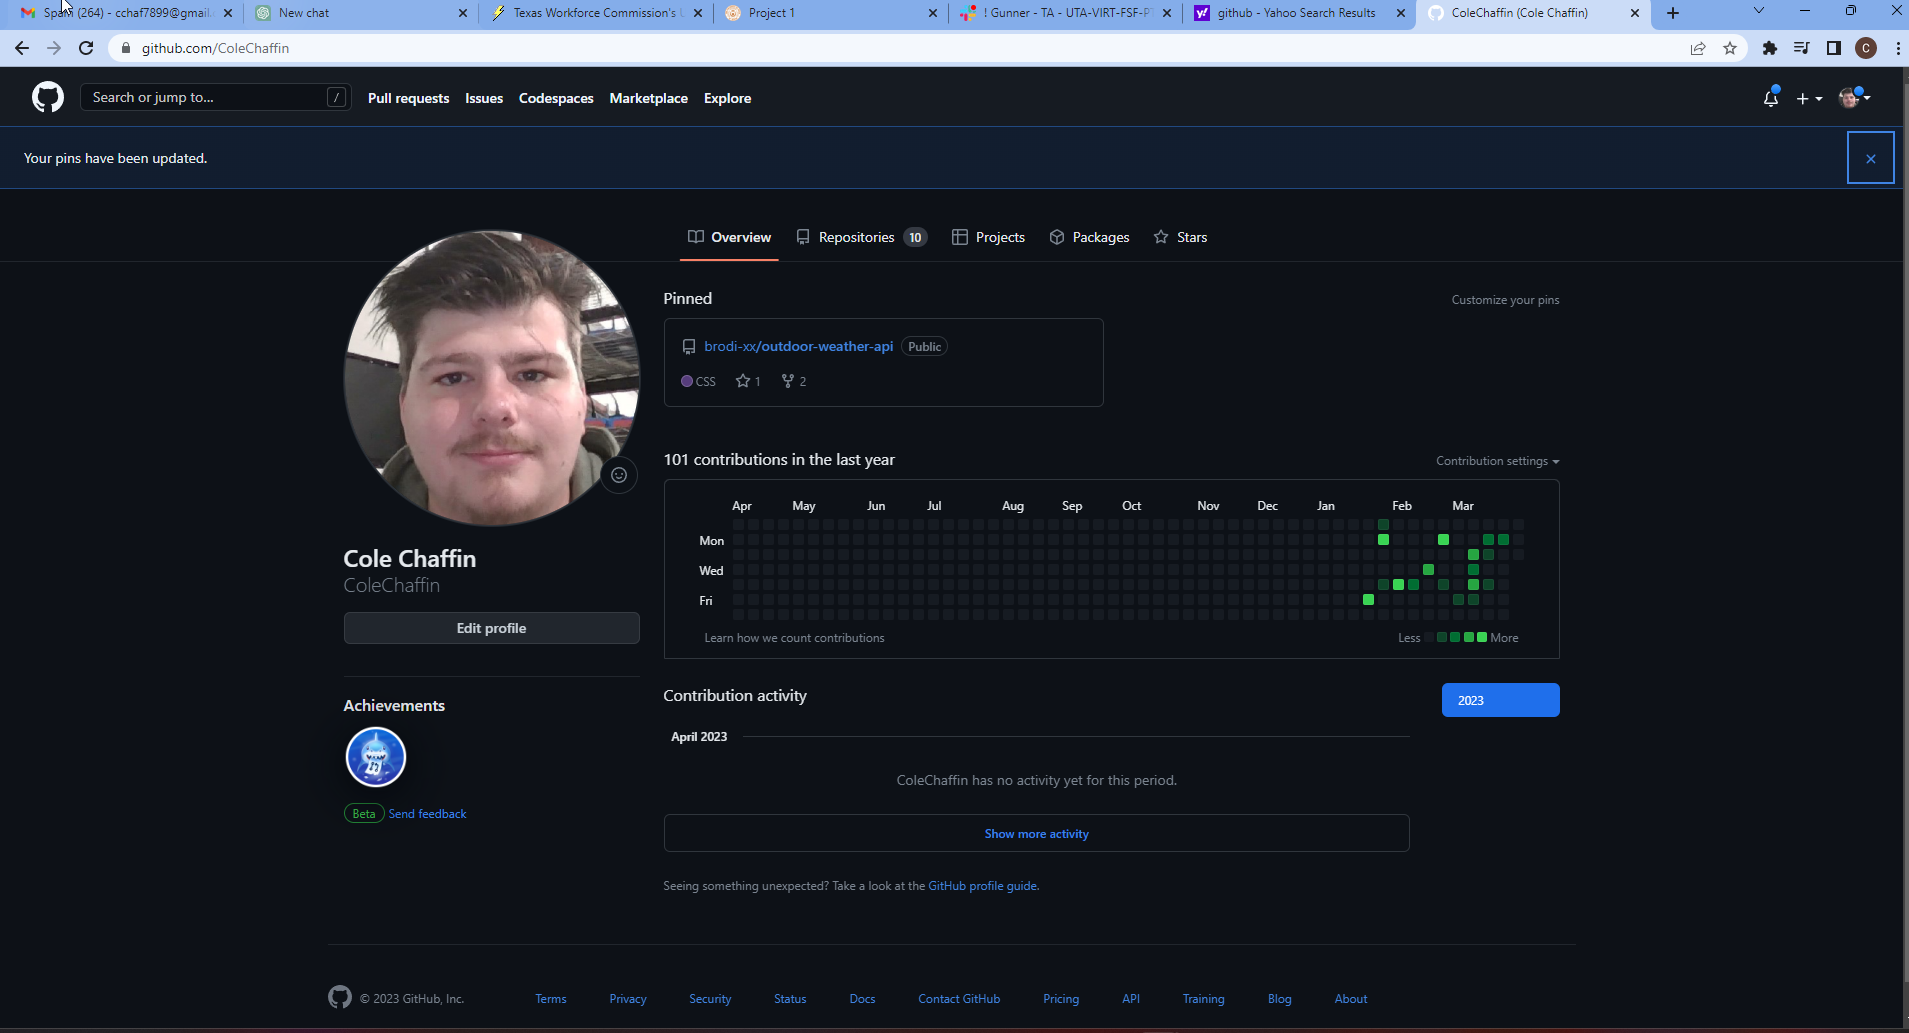 Spam (264) - cchaf7899@gmail.
New chat
Texas Workforce Commission's U
Project 1
! Gunner - TA - UTA-VIRT-FSF-PT
github - Yahoo Search Results
ColeChaffin (Cole Chaffin)
github.com/ColeChaffin
C
Search or jump to...
/
Pull requests
Issues
Codespaces
Marketplace
Explore
Your pins have been updated.
Overview
Repositories 10
Projects
Packages
Stars
Pinned
Customize your pins
brodi-xx/outdoor-weather-api Public
CSS 1 2
101 contributions in the last year
Contribution settings
Apr May Jun Jul Aug Sep Oct Nov Dec Jan Feb Mar
Mon
Wed
Fri
Learn how we count contributions
Less More
Cole Chaffin
ColeChaffin
Edit profile
Achievements
Beta Send feedback
Contribution activity
2023
April 2023
ColeChaffin has no activity yet for this period.
Show more activity
Seeing something unexpected? Take a look at the GitHub profile guide.
© 2023 GitHub, Inc.
Terms
Privacy
Security
Status
Docs
Contact GitHub
Pricing
API
Training
Blog
About